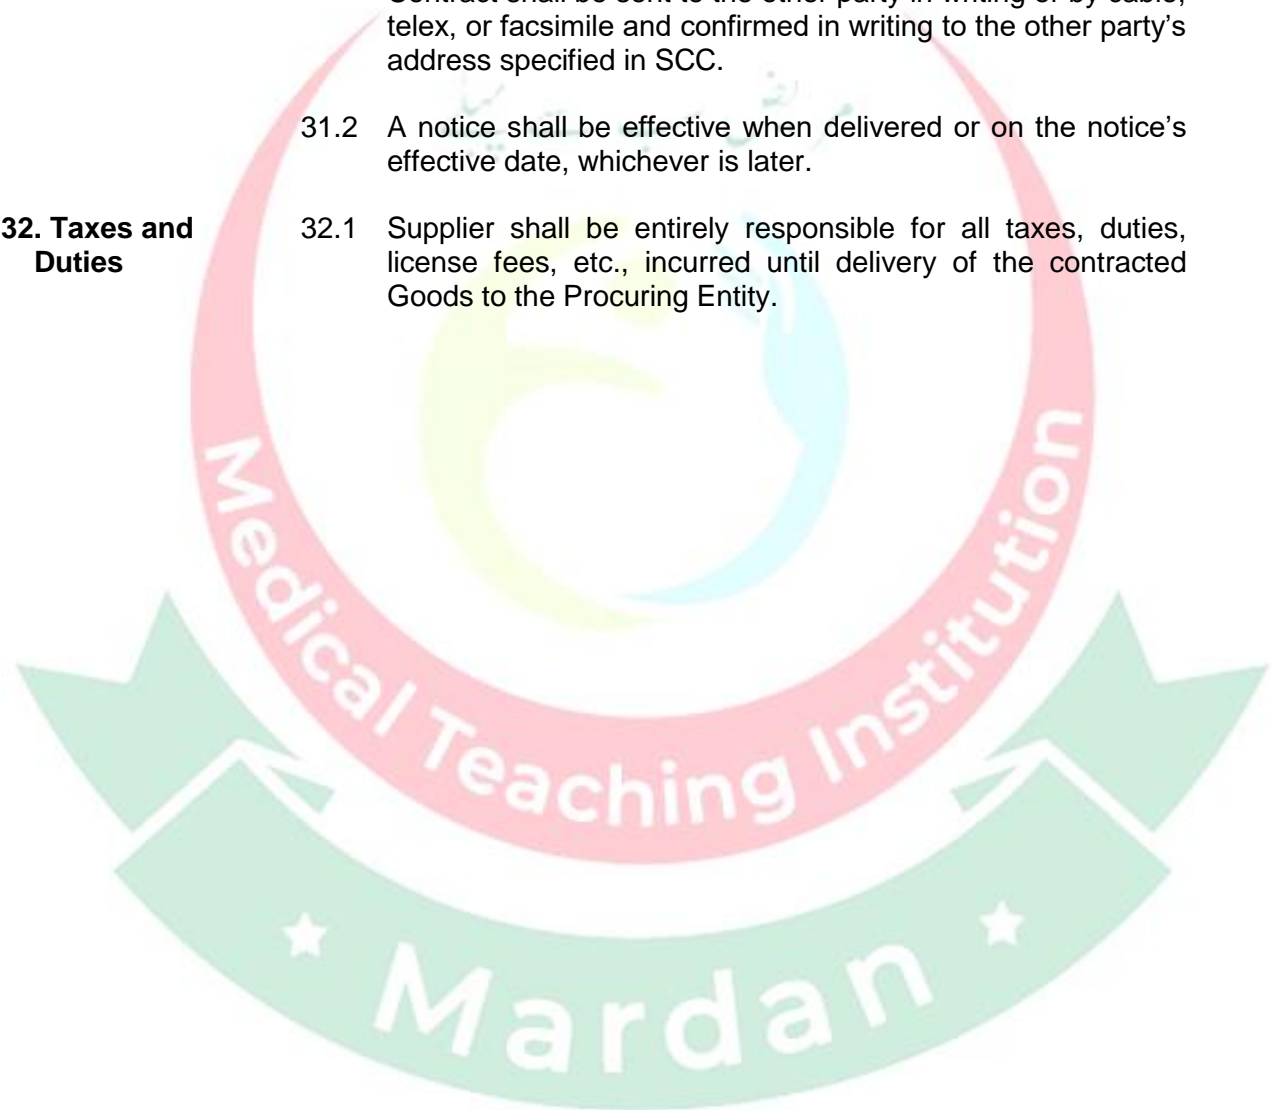 Contract shall be sent to the other party in writing or by cable,
telex, or facsimile and confirmed in writing to the other party’s
address specified in SCC.
31.2 A notice shall be effective when delivered or on the notice’s
effective date, whichever is later.
32. Taxes and
Duties
32.1 Supplier shall be entirely responsible for all taxes, duties,
license fees, etc., incurred until delivery of the contracted
Goods to the Procuring Entity.
Medical Teaching Institution
Mardan